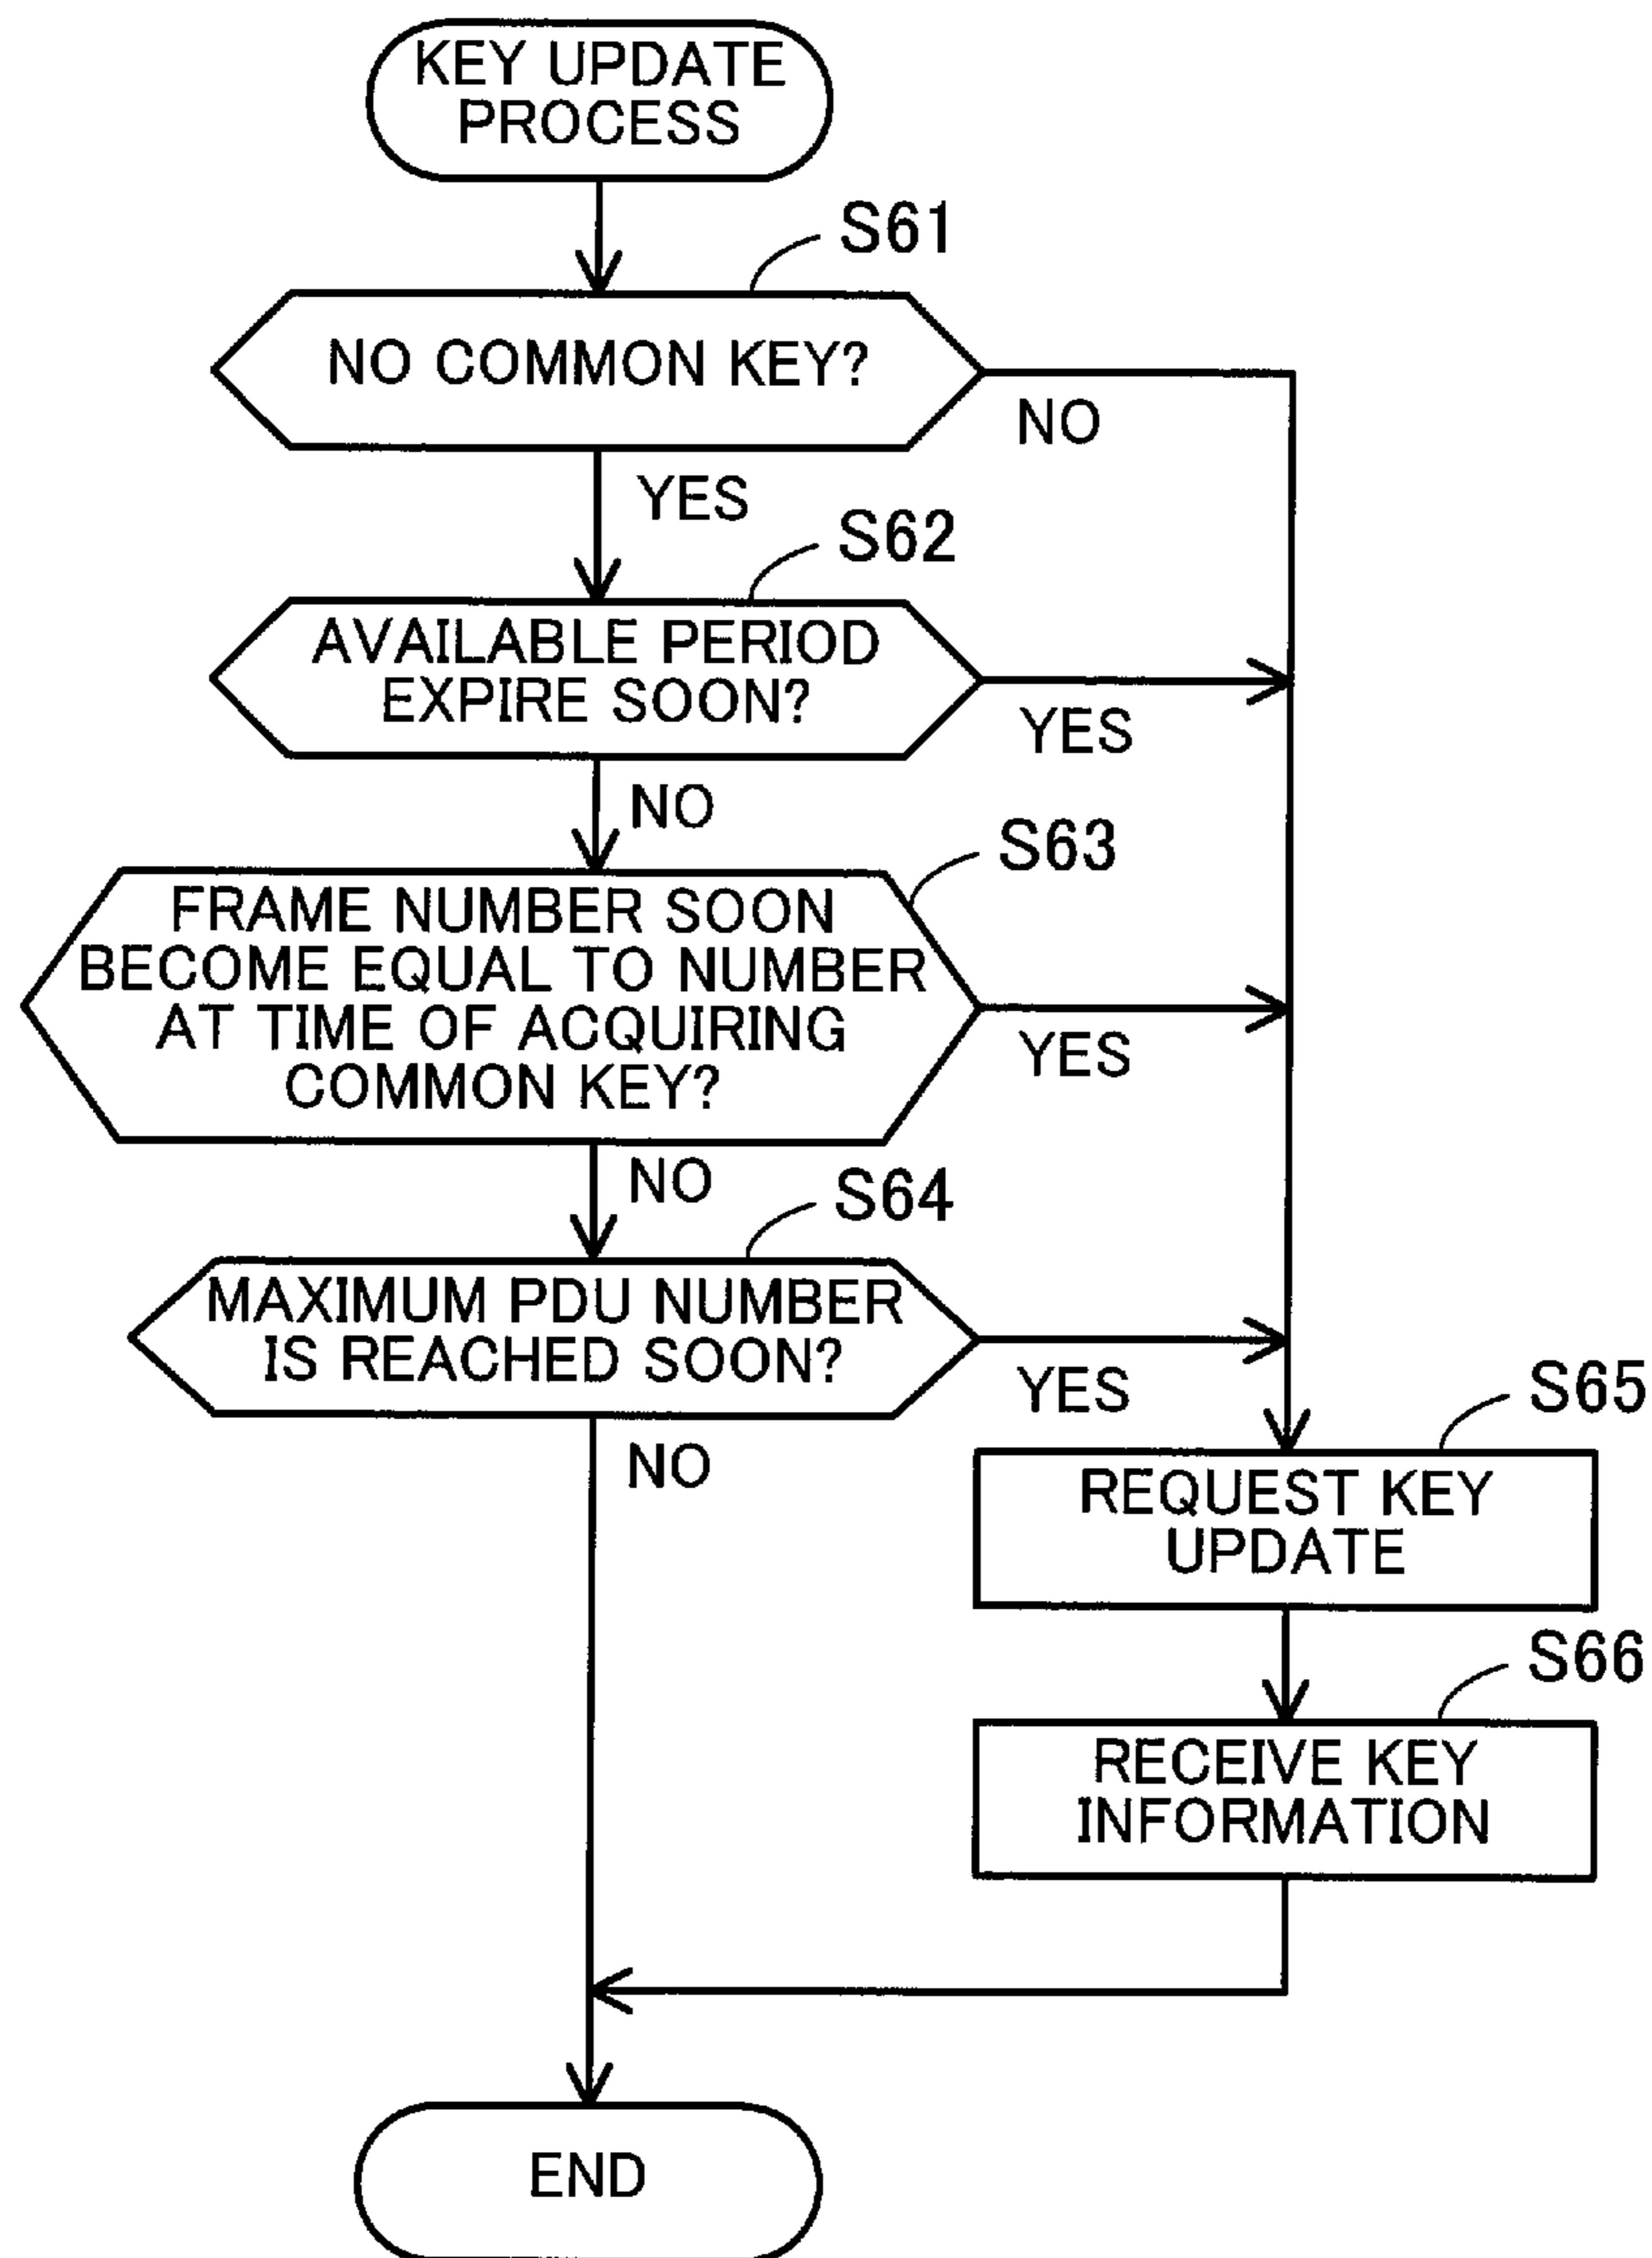 KEY UPDATE
PROCESS
S61
NO COMMON KEY?
NO
YES
S62
AVAILABLE PERIOD
EXPIRE SOON?
YES
NO
S63
FRAME NUMBER SOON
BECOME EQUAL TO NUMBER
AT TIME OF ACQUIRING
COMMON KEY?
YES
NO
S64
MAXIMUM PDU NUMBER
IS REACHED SOON?
YES
NO
S65
REQUEST KEY
UPDATE
S66
RECEIVE KEY
INFORMATION
END